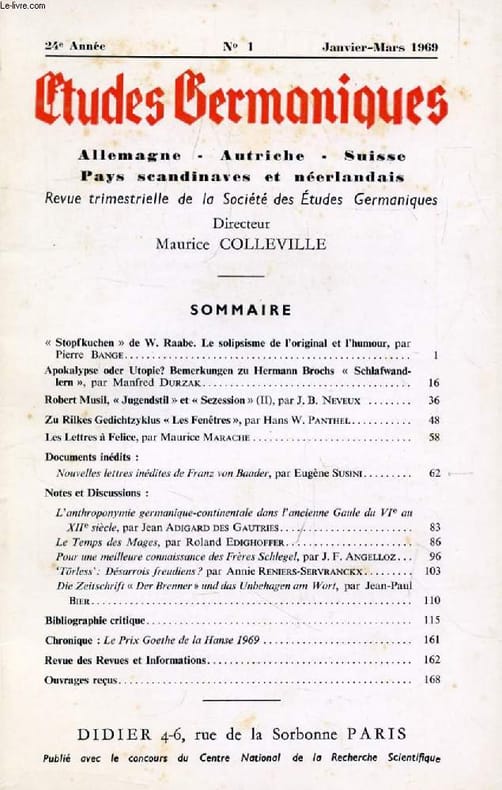 Le-livre.com
24e Année No 1 Janvier-Mars 1969
Etudes Germaniques
Allemagne - Autriche - Suisse
Pays scandinaves et néerlandais
Revue trimestrielle de la Société des Études Germaniques
Directeur
Maurice COLLEVILLE
SOMMAIRE
« Stopfkuchen » de W. Raabe. Le solipsisme de l'original et l'humour, par
Pierre BANGE........ 1
Apokalypse oder Utopie? Bemerkungen zu Hermann Brochs « Schlafwand-
lern », par Manfred DURZAK........ 16
Robert Musil, « Jugendstil » et « Sezession » (II), par J. B. NEVEUX ........ 36
Zu Rilkes Gedichtzyklus « Les Fenêtres », par Hans W. PANTHEL........ 48
Les Lettres à Felice, par Maurice MARACHE ........ 58
Documents inédits :
Nouvelles lettres inédites de Franz von Baader, par Eugène SUSINI........ 62
Notes et Discussions :
L'anthroponymie germanique-continentale dans l'ancienne Gaule du VIe au
XIIe siècle, par Jean ADIGARD DES GAUTRIES........ 83
Le Temps des Mages, par Roland EDIGHOFFER........ 86
Pour une meilleure connaissance des Frères Schlegel, par J. F. ANGELLOZ... 96
'Törless': Désarrois freudiens? par Annie RENIERS-SERVRANCKX........ 103
Die Zeitschrift « Der Brenner » und das Unbehagen am Wort, par Jean-Paul
BIER........ 110
Bibliographie critique........ 115
Chronique : Le Prix Goethe de la Hanse 1969 ........ 161
Revue des Revues et Informations........ 162
Ouvrages reçus........ 168
DIDIER 4-6, rue de la Sorbonne PARIS
Publié avec le concours du Centre National de la Recherche Scientifique